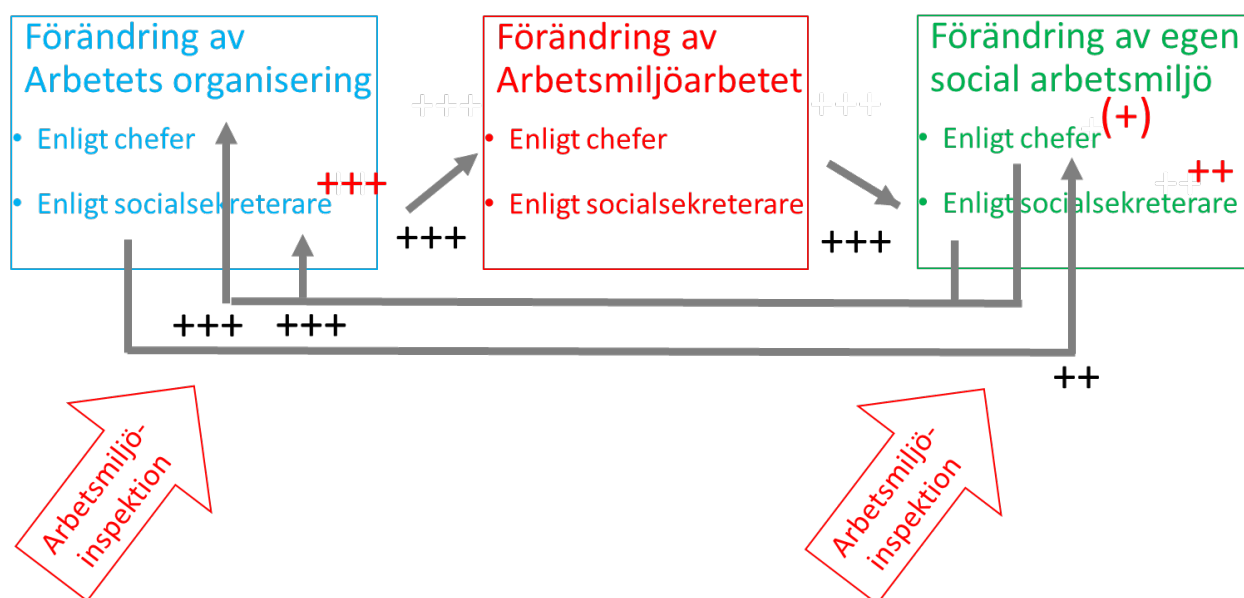 Förändring av
Arbetets organisering
• Enligt chefer
• Enligt socialsekreterare
+++
+++
+++
Förändring av
Arbetsmiljöarbetet
• Enligt chefer
• Enligt socialsekreterare
+++
+++
Förändring av egen
social arbetsmiljö
• Enligt chefer
(+)
++
++
• Enligt socialsekreterare
+++
+++
++
Arbetsmiljö-
inspektion
Arbetsmiljö-
inspektion